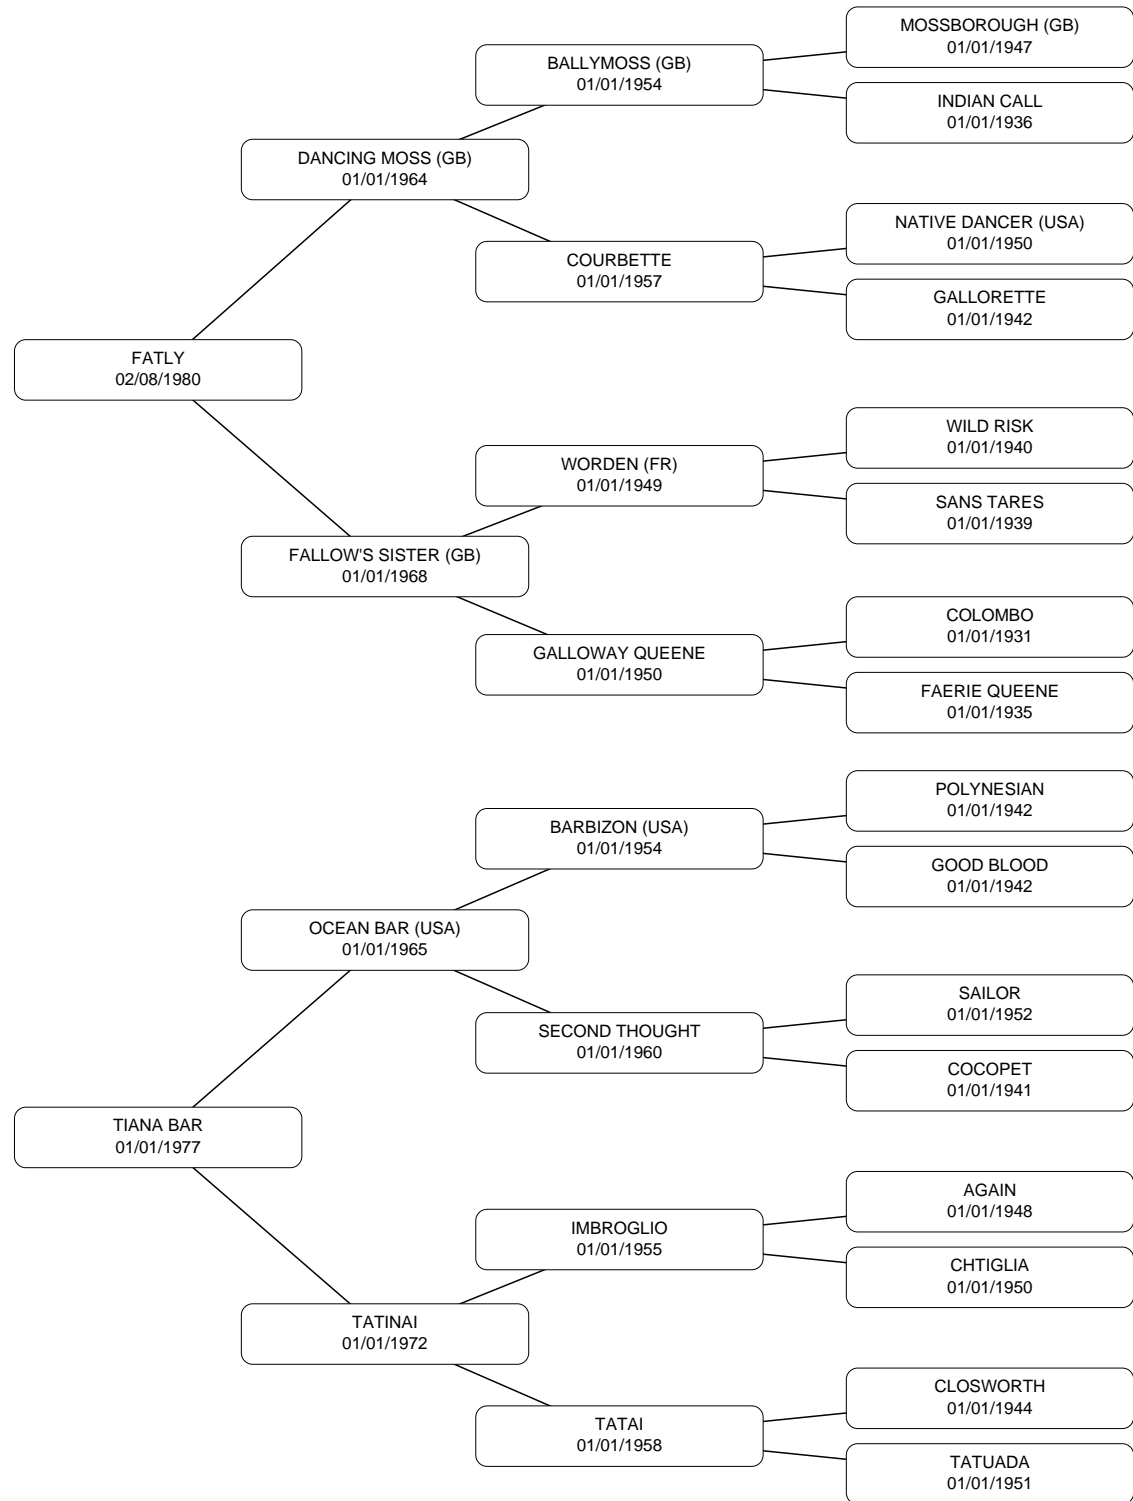 MOSSBOROUGH (GB)
01/01/1947
BALLYMOSS (GB)
01/01/1954
INDIAN CALL
01/01/1936
DANCING MOSS (GB)
01/01/1964
NATIVE DANCER (USA)
01/01/1950
COURBETTE
01/01/1957
GALLORETTE
01/01/1942
FATLY
02/08/1980
WILD RISK
01/01/1940
WORDEN (FR)
01/01/1949
SANS TARES
01/01/1939
FALLOW'S SISTER (GB)
01/01/1968
COLOMBO
01/01/1931
GALLOWAY QUEENE
01/01/1950
FAERIE QUEENE
01/01/1935
POLYNESIAN
01/01/1942
BARBIZON (USA)
01/01/1954
GOOD BLOOD
01/01/1942
OCEAN BAR (USA)
01/01/1965
SAILOR
01/01/1952
SECOND THOUGHT
01/01/1960
COCOPET
01/01/1941
TIANA BAR
01/01/1977
AGAIN
01/01/1948
IMBROGLIO
01/01/1955
CHTIGLIA
01/01/1950
TATINAI
01/01/1972
CLOSWORTH
01/01/1944
TATAI
01/01/1958
TATUADA
01/01/1951